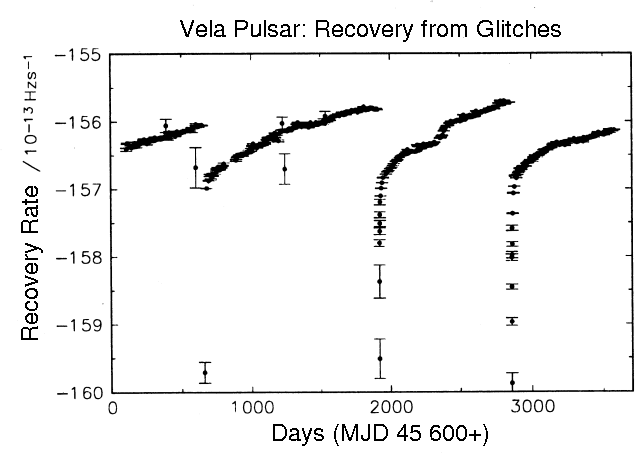 Vela Pulsar: Recovery from Glitches
Recovery Rate / 10⁻¹³ Hzs⁻¹
−155
−156
−157
−158
−159
−160
0 1000 2000 3000
Days (MJD 45 600+)